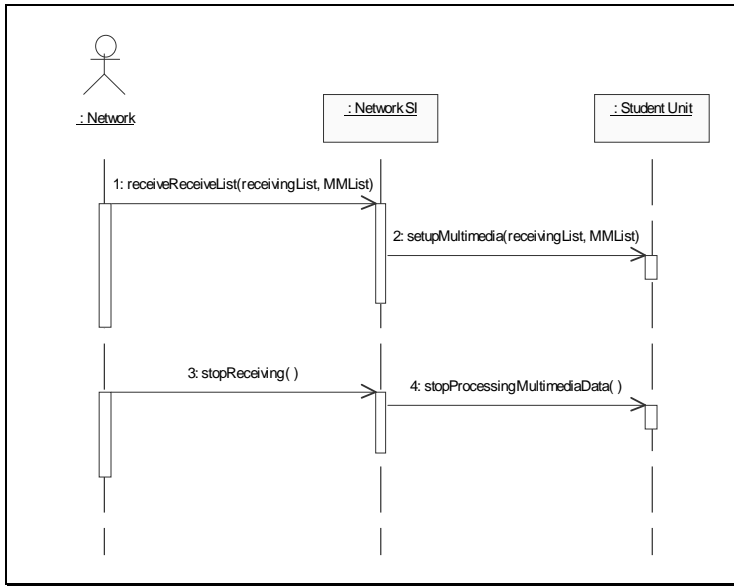 : Network
: Network SI
: Student Unit
1: receiveReceiveList(receivingList, MMList)
2: setupMultimedia(receivingList, MMList)
3: stopReceiving( )
4: stopProcessingMultimediaData( )